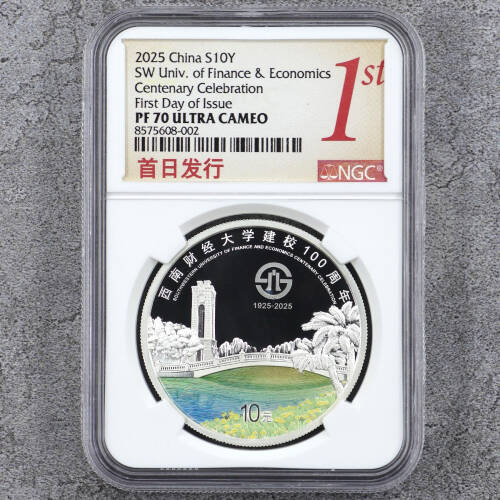 2025 China S10Y
SW Univ. of Finance & Economics
Centenary Celebration
First Day of Issue
PF 70 ULTRA CAMEO
8575608-002
首日发行
1st
NGC®
西南财经大学建校100周年
SOUTHWESTERN UNIVERSITY OF FINANCE AND ECONOMICS CENTENARY CELEBRATION
1925-2025
10元